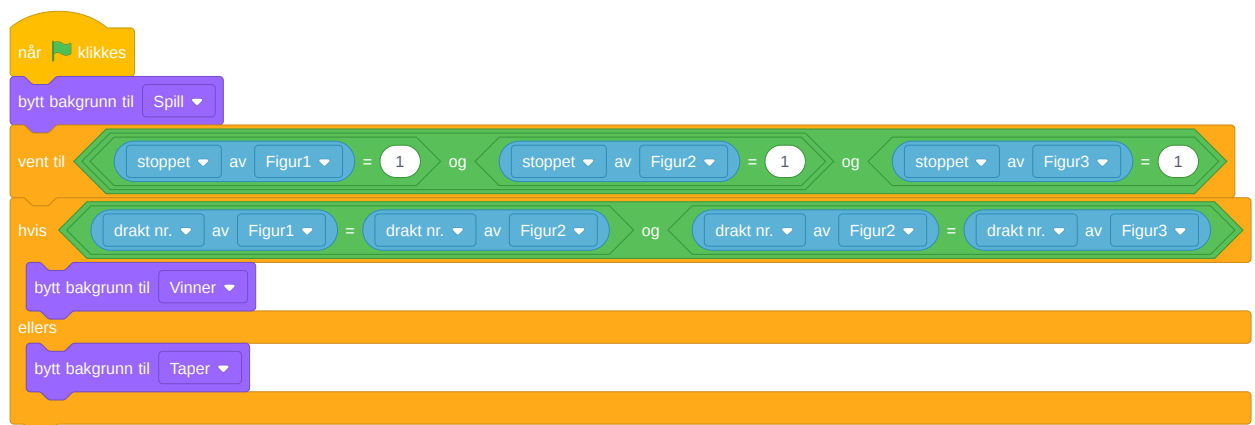 når klikkes
bytt bakgrunn til Spill
vent til stoppet av Figur1 = 1 og stoppet av Figur2 = 1 og stoppet av Figur3 = 1
hvis drakt nr. av Figur1 = drakt nr. av Figur2 og drakt nr. av Figur2 = drakt nr. av Figur3
bytt bakgrunn til Vinner
ellers
bytt bakgrunn til Taper